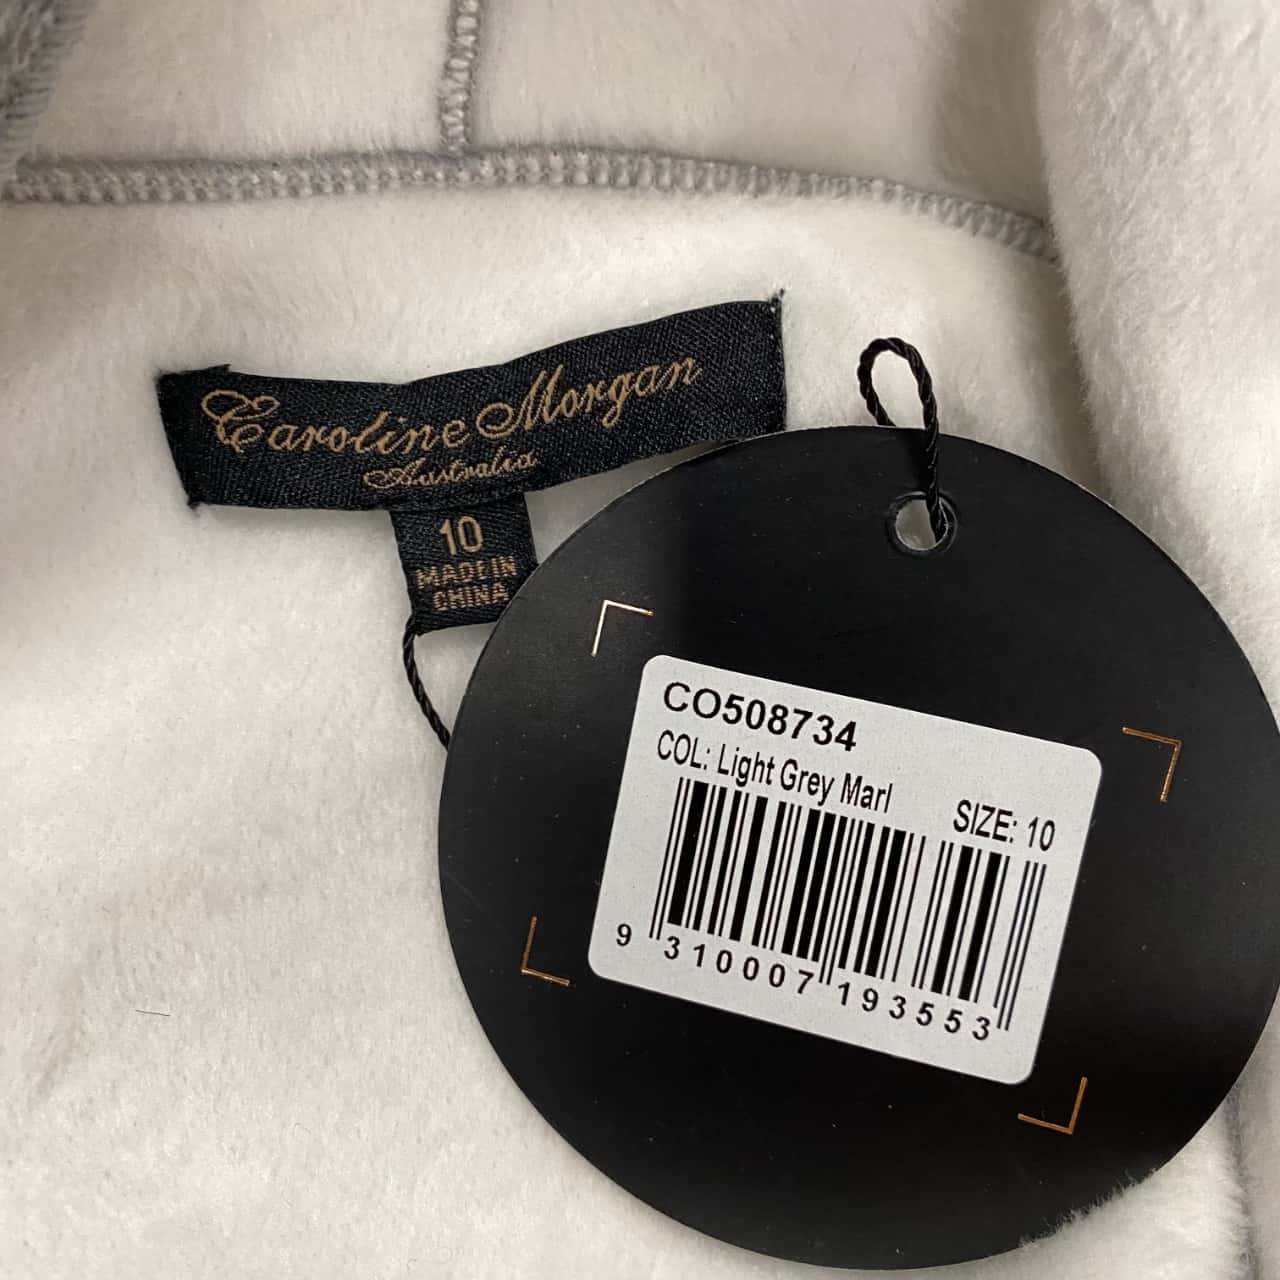 Caroline Morgan
Australia
10
MADE IN
CHINA
CO508734
COL: Light Grey Marl
SIZE: 10
9 310007 193553